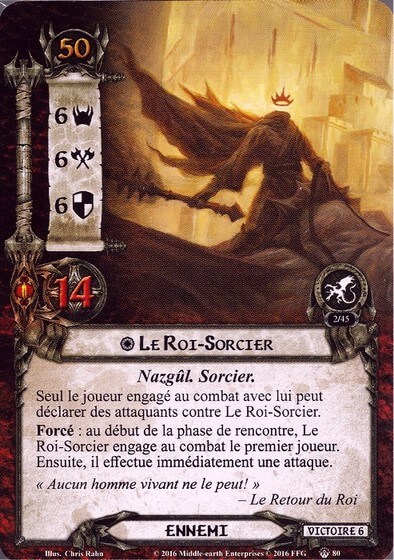 50
6
6
6
14
2/45
Le Roi-Sorcier
Nazgûl. Sorcier.
Seul le joueur engagé au combat avec lui peut
déclarer des attaquants contre Le Roi-Sorcier.
Forcé : au début de la phase de rencontre, Le
Roi-Sorcier engage au combat le premier joueur.
Ensuite, il effectue immédiatement une attaque.
« Aucun homme vivant ne le peut! »
– Le Retour du Roi
ENNEMI
VICTOIRE 6
Illus. Chris Rahn © 2016 Middle-earth Enterprises © 2016 FFG 80